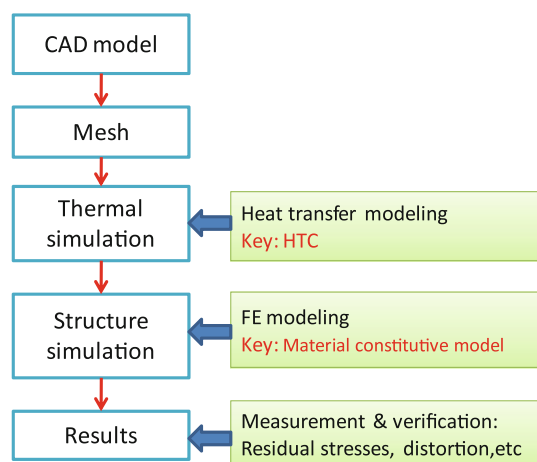 CAD model
Mesh
Thermal
simulation
Heat transfer modeling
Key: HTC
Structure
simulation
FE modeling
Key: Material constitutive model
Results
Measurement & verification:
Residual stresses, distortion,etc